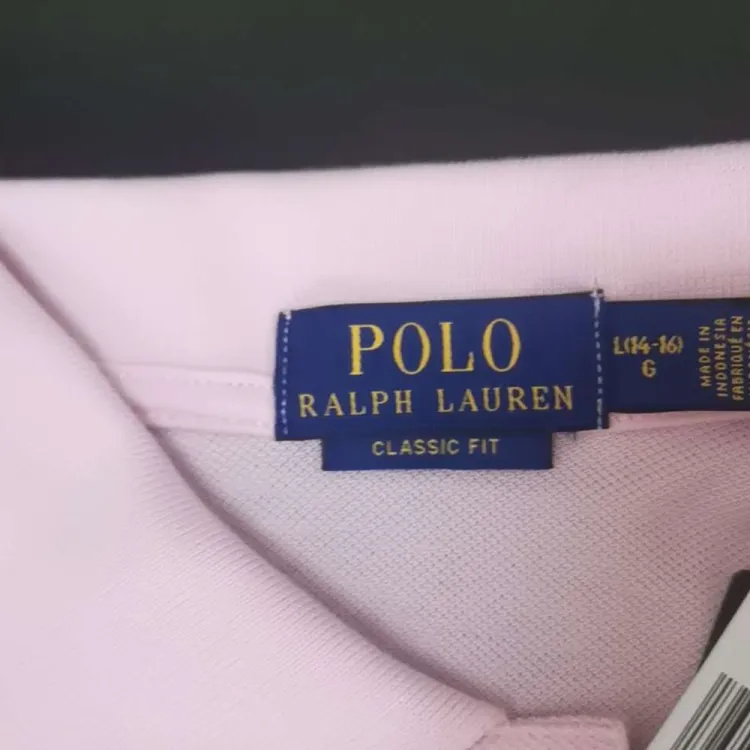 POLO
RALPH LAUREN
CLASSIC FIT
L(14-16)
G
MADE IN
INDONESIA
FABRIQUÉ EN